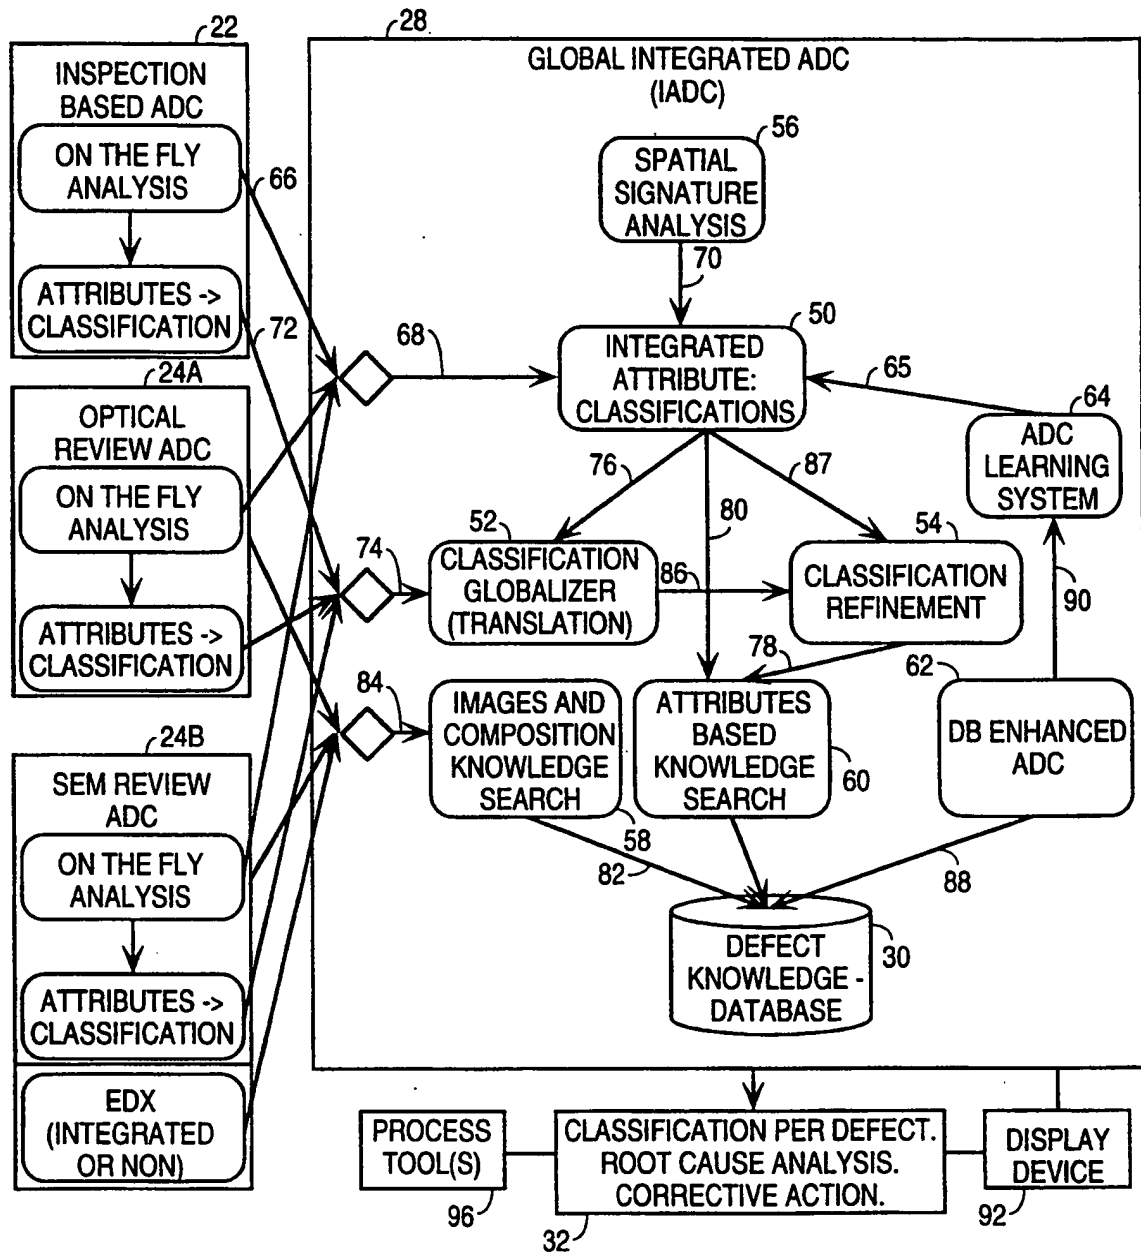 22
INSPECTION
BASED ADC
ON THE FLY
ANALYSIS
ATTRIBUTES ->
CLASSIFICATION
24A
OPTICAL
REVIEW ADC
ON THE FLY
ANALYSIS
ATTRIBUTES ->
CLASSIFICATION
24B
SEM REVIEW
ADC
ON THE FLY
ANALYSIS
ATTRIBUTES ->
CLASSIFICATION
EDX
(INTEGRATED
OR NON)
66
72
28
GLOBAL INTEGRATED ADC
(IADC)
56
SPATIAL
SIGNATURE
ANALYSIS
70
68
50
INTEGRATED
ATTRIBUTE:
CLASSIFICATIONS
65
64
ADC
LEARNING
SYSTEM
76
80
87
74
52
CLASSIFICATION
GLOBALIZER
(TRANSLATION)
86
54
CLASSIFICATION
REFINEMENT
90
78
84
IMAGES AND
COMPOSITION
KNOWLEDGE
SEARCH
58
ATTRIBUTES
BASED
KNOWLEDGE
SEARCH
60
62
DB ENHANCED
ADC
82
88
DEFECT
KNOWLEDGE -
DATABASE
30
PROCESS
TOOL(S)
96
CLASSIFICATION PER DEFECT.
ROOT CAUSE ANALYSIS.
CORRECTIVE ACTION.
32
DISPLAY
DEVICE
92